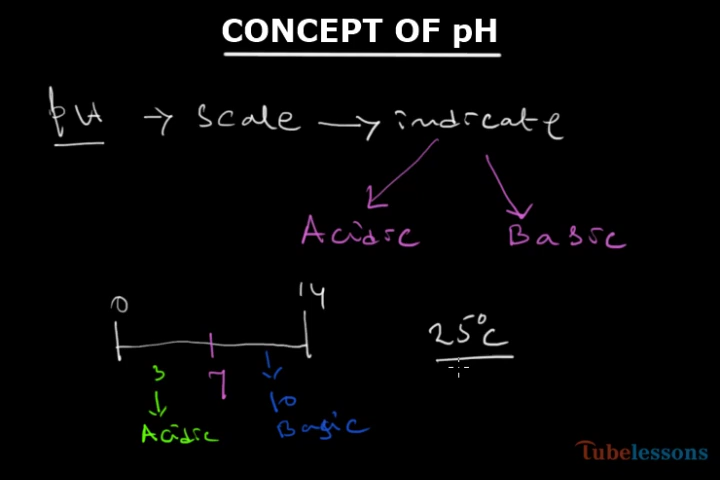 CONCEPT OF pH
pH → scale → indicate
Acidic Basic
0 14
25°C
3 7 10
Acidic Basic
Tubelessons